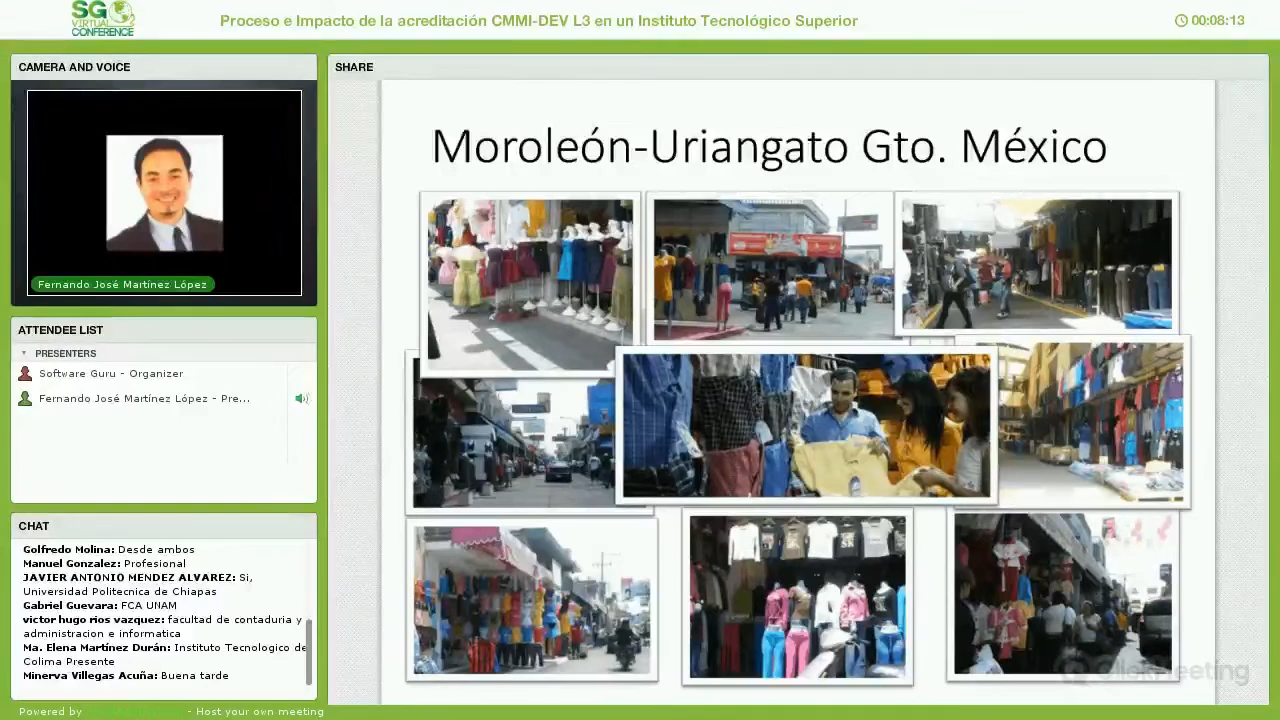 SG
VIRTUAL
CONFERENCE
Proceso e Impacto de la acreditación CMMI-DEV L3 en un Instituto Tecnológico Superior
00:08:13
CAMERA AND VOICE
Fernando José Martínez López
ATTENDEE LIST
PRESENTERS
Software Guru - Organizer
Fernando José Martínez López - Pre...
CHAT
Golfredo Molina: Desde ambos
Manuel Gonzalez: Profesional
JAVIER ANTONIO MENDEZ ALVAREZ: Si,
Universidad Politecnica de Chiapas
Gabriel Guevara: FCA UNAM
victor hugo rios vazquez: facultad de contaduria y
administracion e informatica
Ma. Elena Martínez Durán: Instituto Tecnologico de
Colima Presente
Minerva Villegas Acuña: Buena tarde
SHARE
Moroleón-Uriangato Gto. México
ClickMeeting
Powered by
- Host your own meeting